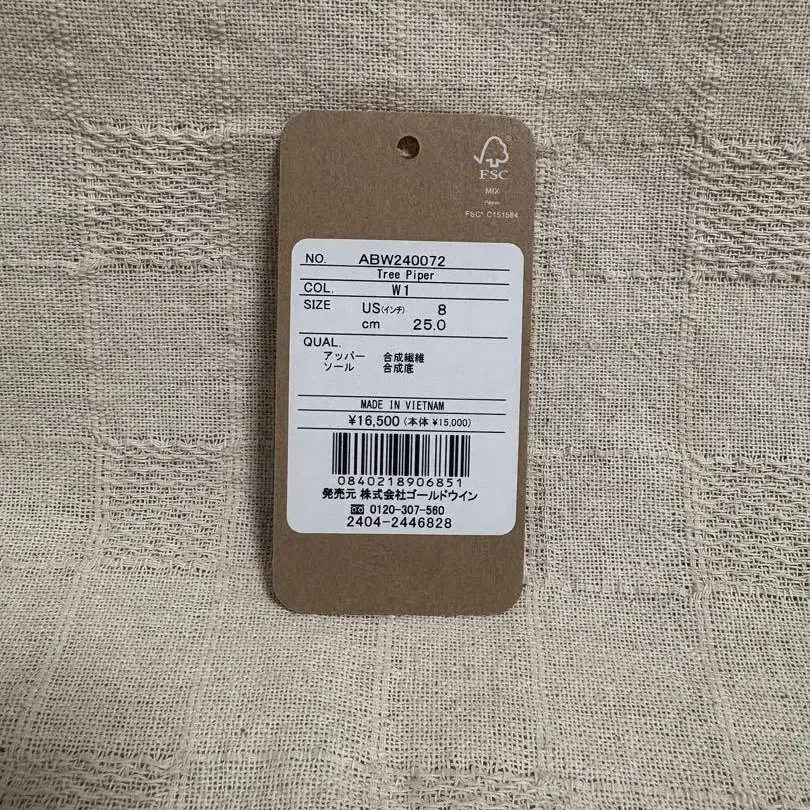 FSC
MIX
Paper
FSC® C151584
NO. ABW240072
Tree Piper
COL. W1
SIZE US(インチ) 8
cm 25.0
QUAL.
アッパー 合成繊維
ソール 合成底
MADE IN VIETNAM
¥16,500(本体 ¥15,000)
0840218906851
発売元 株式会社ゴールドウイン
0120-307-560
2404-2446828